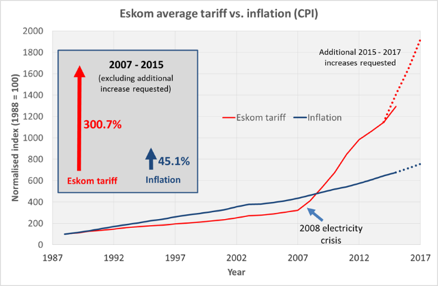 Eskom average tariff vs. inflation (CPI)
Normalised index (1988 = 100)
2000
1800
1600
1400
1200
1000
800
600
400
200
0
2007 - 2015
(excluding additional
increase requested)
300.7%
45.1%
Eskom tariff
Inflation
Additional 2015 - 2017
increases requested
Eskom tariff
Inflation
2008 electricity
crisis
1987
1992
1997
2002
2007
2012
2017
Year